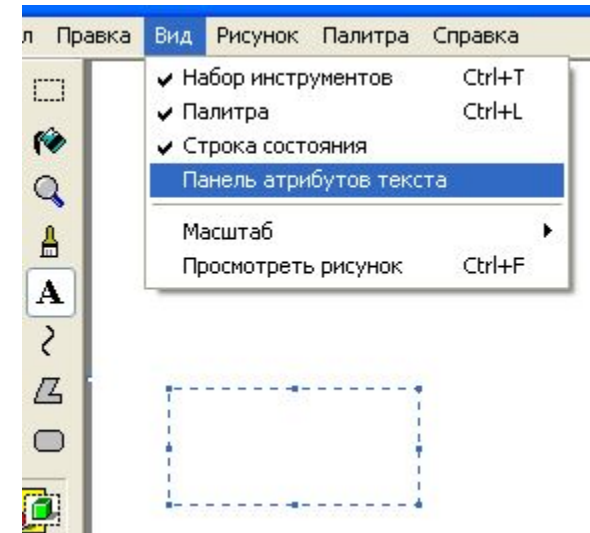 л Правка Вид Рисунок Палитра Справка
Набор инструментов Ctrl+T
Палитра Ctrl+L
Строка состояния
Панель атрибутов текста
Масштаб
Просмотреть рисунок Ctrl+F
A